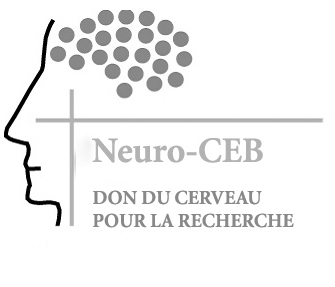 Neuro-CEB
DON DU CERVEAU
POUR LA RECHERCHE